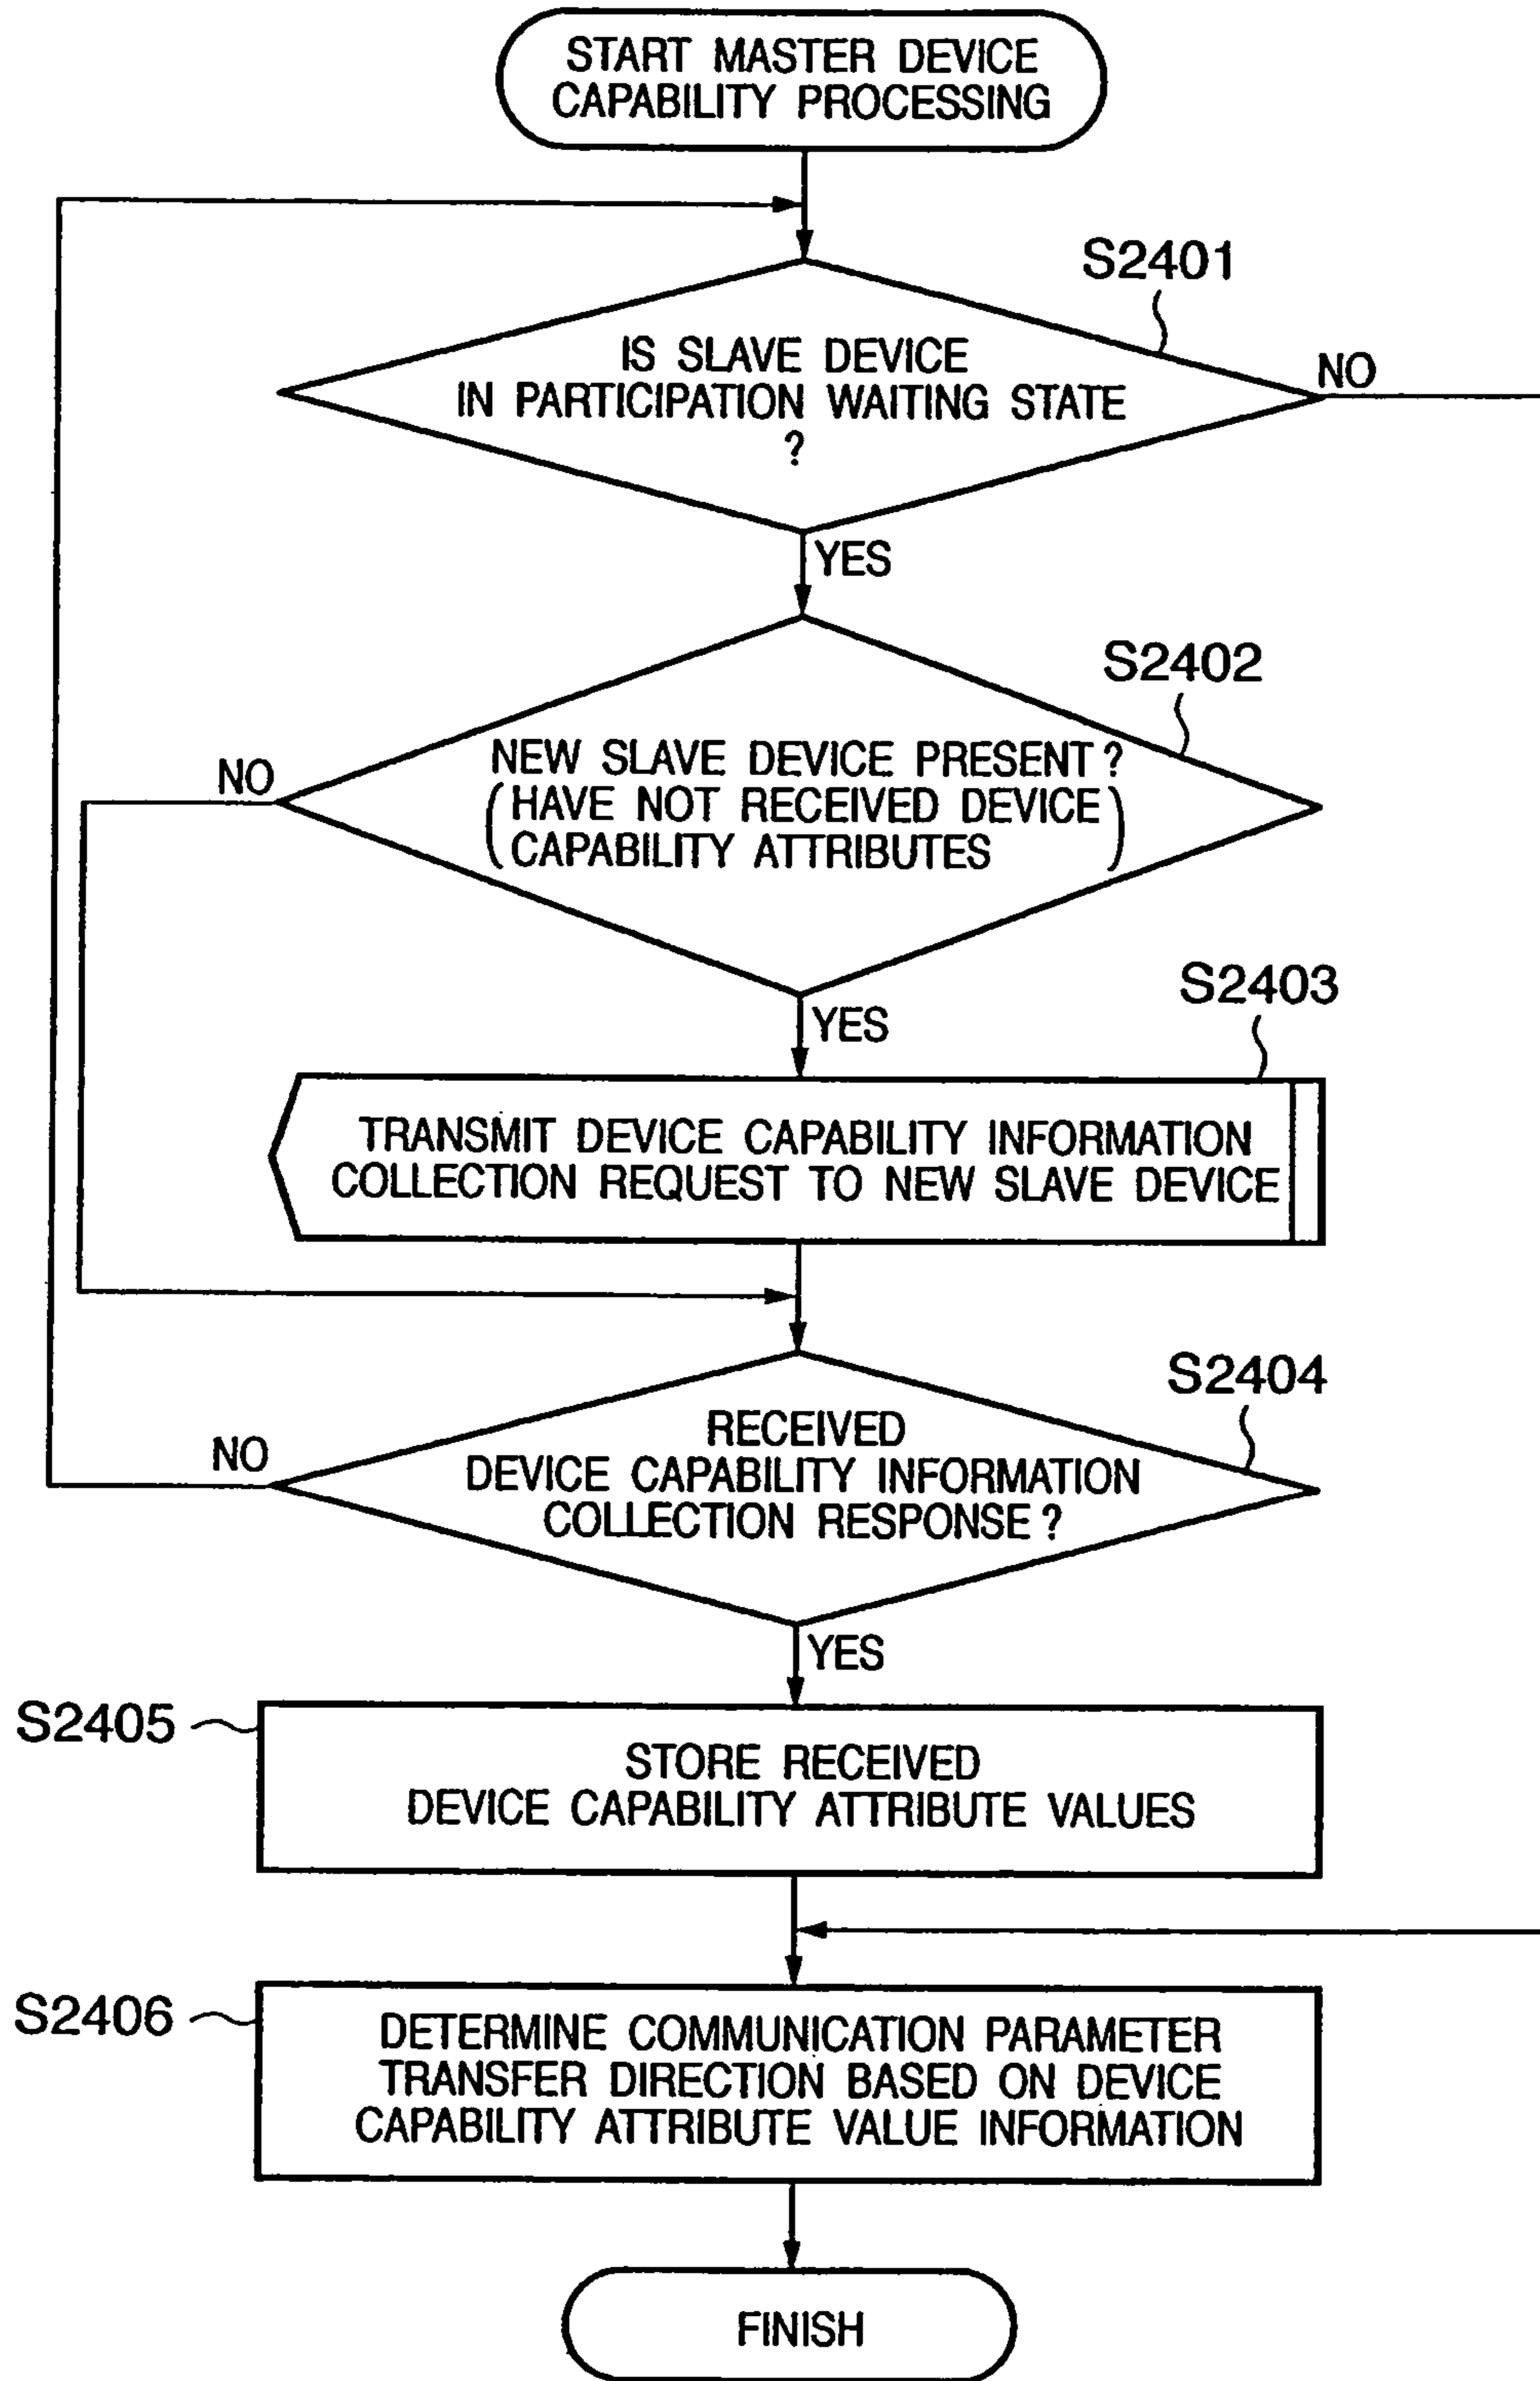 START MASTER DEVICE
CAPABILITY PROCESSING
S2401
IS SLAVE DEVICE
IN PARTICIPATION WAITING STATE
?
NO
YES
S2402
NEW SLAVE DEVICE PRESENT?
NO
(HAVE NOT RECEIVED DEVICE
CAPABILITY ATTRIBUTES)
YES
S2403
TRANSMIT DEVICE CAPABILITY INFORMATION
COLLECTION REQUEST TO NEW SLAVE DEVICE
S2404
RECEIVED
DEVICE CAPABILITY INFORMATION
COLLECTION RESPONSE?
NO
YES
S2405
STORE RECEIVED
DEVICE CAPABILITY ATTRIBUTE VALUES
S2406
DETERMINE COMMUNICATION PARAMETER
TRANSFER DIRECTION BASED ON DEVICE
CAPABILITY ATTRIBUTE VALUE INFORMATION
FINISH